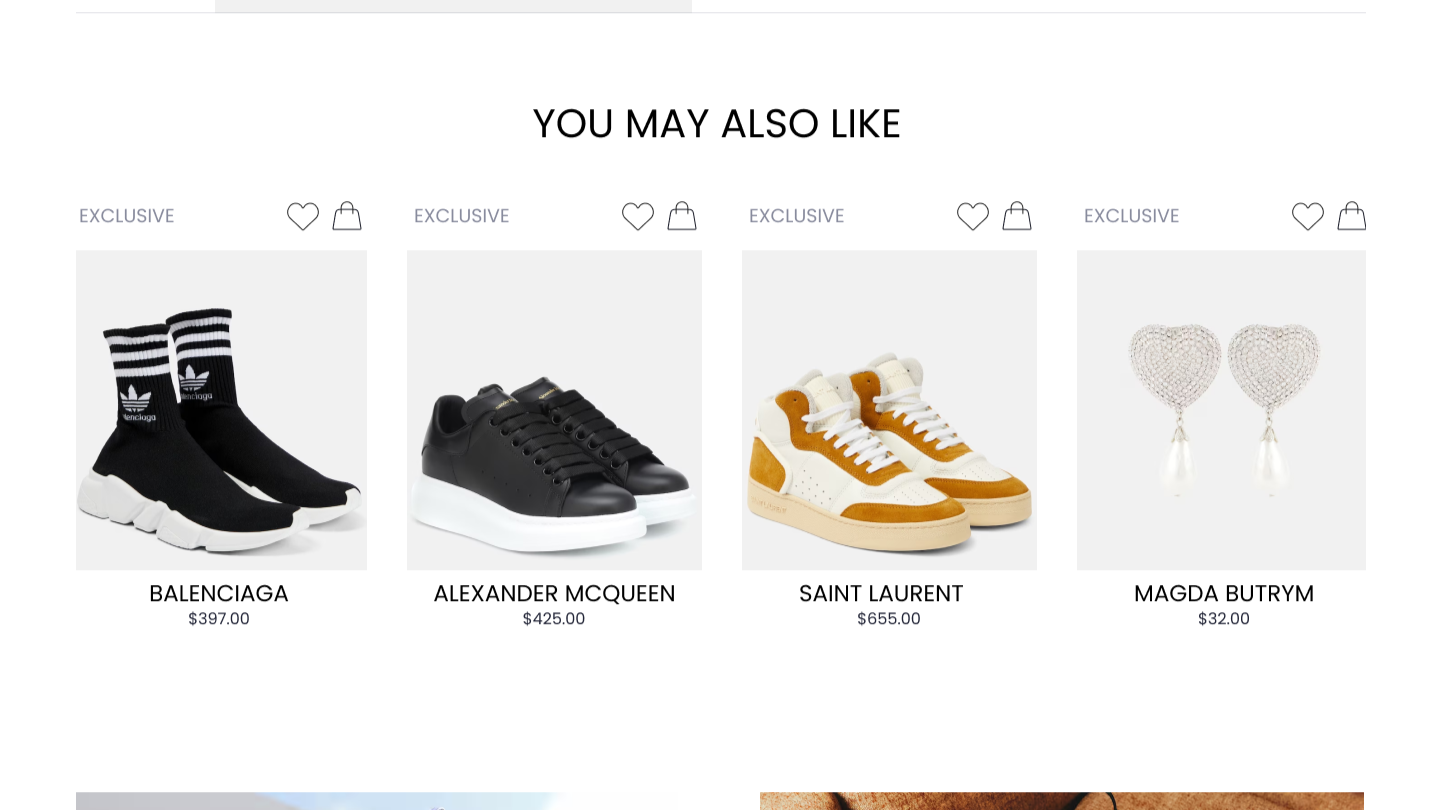 YOU MAY ALSO LIKE
EXCLUSIVE
EXCLUSIVE
EXCLUSIVE
EXCLUSIVE
BALENCIAGA
$397.00
ALEXANDER MCQUEEN
$425.00
SAINT LAURENT
$655.00
MAGDA BUTRYM
$32.00